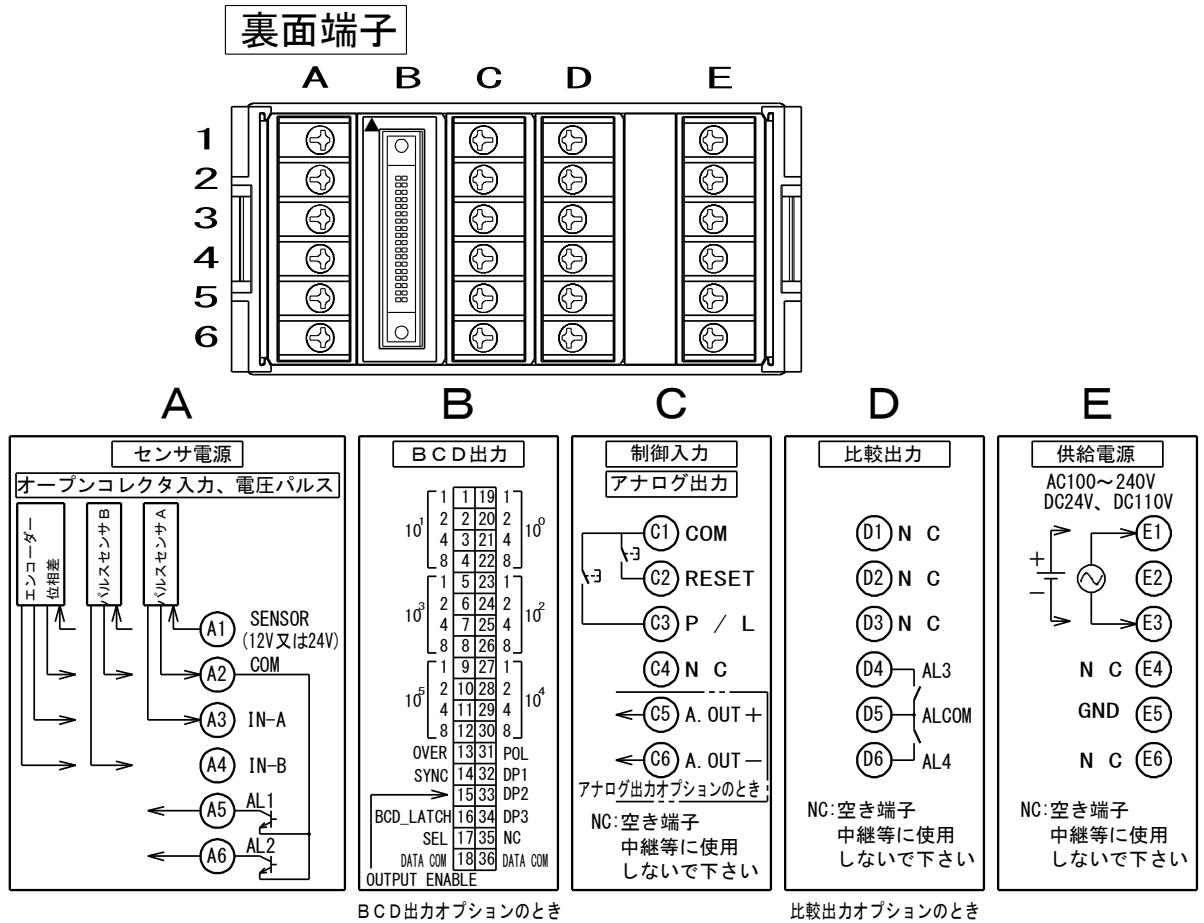 裏面端子
A B C D E
1
2
3
4
5
6
A
センサ電源
オープンコレクタ入力、電圧パルス
エンコーダー
位相差
パルスセンサB
パルスセンサA
A1 SENSOR
(12V又は24V)
A2 COM
A3 IN-A
A4 IN-B
A5 AL1
A6 AL2
B
BCD出力
10¹ 1 1 19 1 10⁰
2 2 20 2
4 3 21 4
8 4 22 8
10³ 1 5 23 1 10²
2 6 24 2
4 7 25 4
8 8 26 8
10⁵ 1 9 27 1 10⁴
2 10 28 2
4 11 29 4
8 12 30 8
OVER 13 31 POL
SYNC 14 32 DP1
15 33 DP2
BCD_LATCH 16 34 DP3
SEL 17 35 NC
DATA COM 18 36 DATA COM
OUTPUT ENABLE
BCD出力オプションのとき
C
制御入力
アナログ出力
C1 COM
C2 RESET
C3 P / L
C4 N C
C5 A.OUT+
C6 A.OUT-
アナログ出力オプションのとき
NC:空き端子
中継等に使用
しないで下さい
D
比較出力
D1 N C
D2 N C
D3 N C
D4 AL3
D5 ALCOM
D6 AL4
NC:空き端子
中継等に使用
しないで下さい
比較出力オプションのとき
E
供給電源
AC100～240V
DC24V、DC110V
+ E1
E2
- E3
N C E4
GND E5
N C E6
NC:空き端子
中継等に使用
しないで下さい